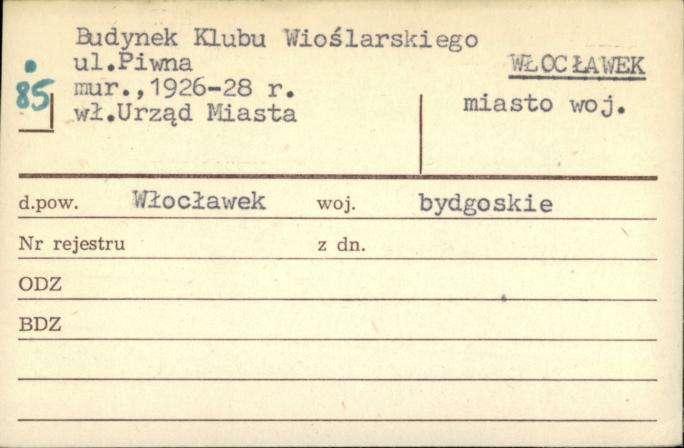 Budynek Klubu Wioślarskiego
ul.Piwna
mur.,1926-28 r.
wł.Urząd Miasta
85
WŁOCŁAWEK
miasto woj.
d.pow. Włocławek woj. bydgoskie
Nr rejestru z dn.
ODZ
BDZ